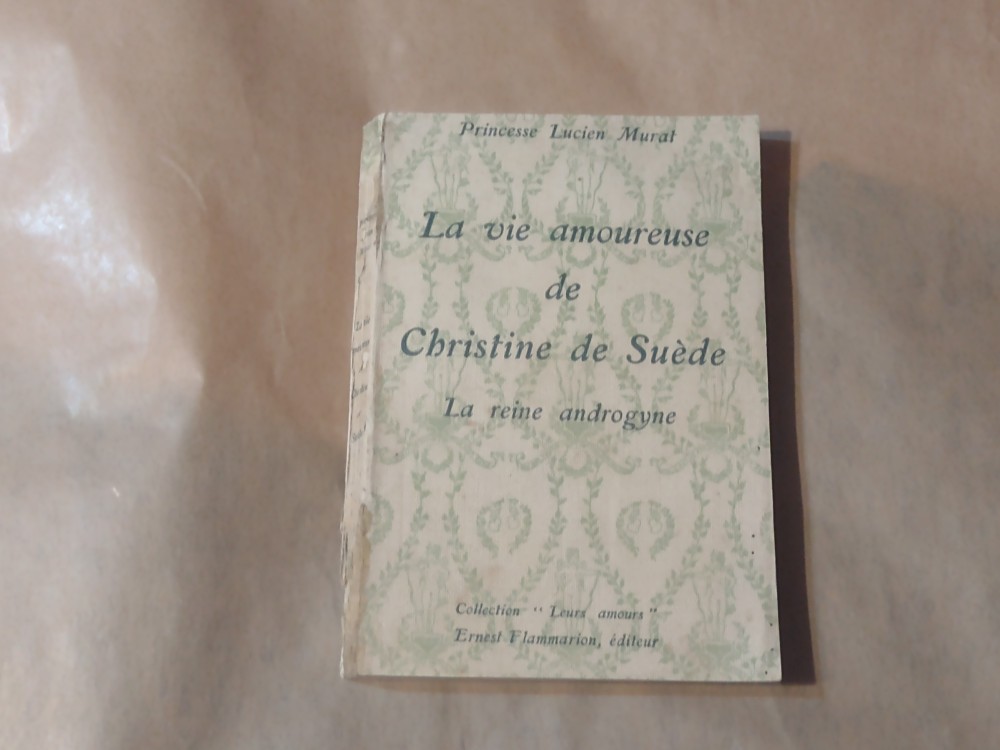 Princesse Lucien Murat
La vie amoureuse
de
Christine de Suède
La reine androgyne
Collection “ Leurs amours ”
Ernest Flammarion, éditeur